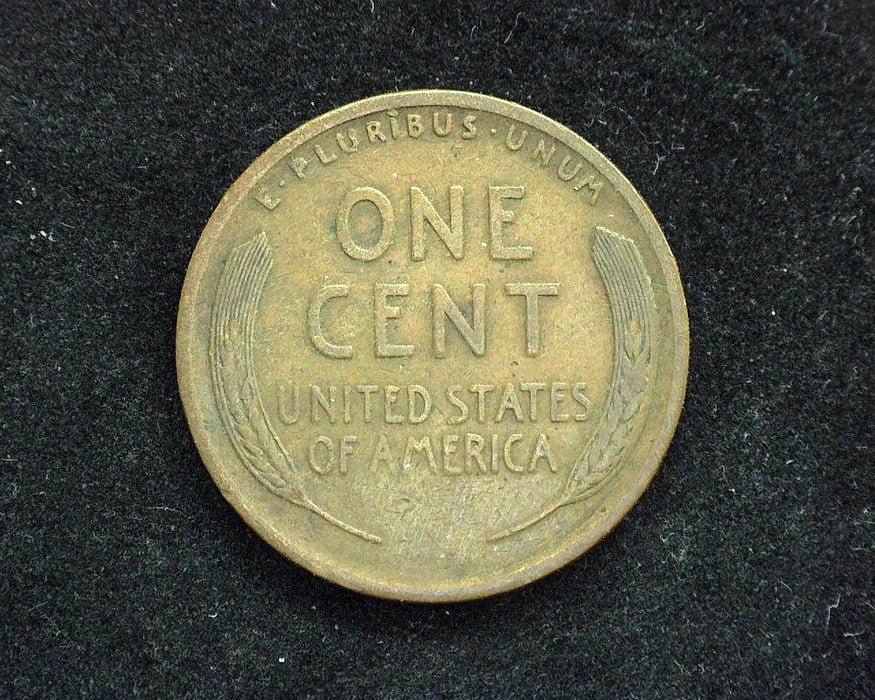 E·PLURIBUS·UNUM
ONE
CENT
UNITED STATES
OF AMERICA